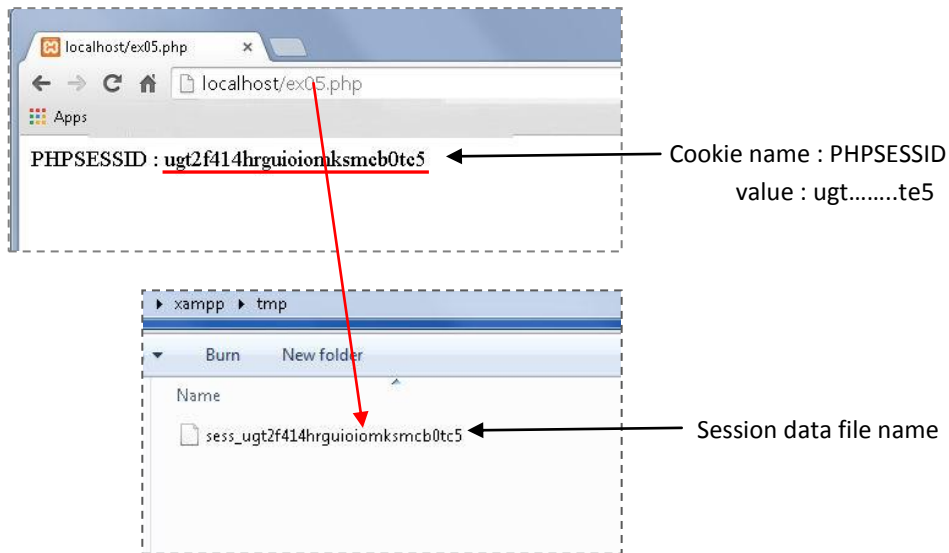 localhost/ex05.php
localhost/ex05.php
Apps
PHPSESSID : ugt2f414hrguioiomksmcb0tc5
Cookie name : PHPSESSID
value : ugt……..te5
xampp tmp
Burn New folder
Name
sess_ugt2f414hrguioiomksmcb0tc5
Session data file name